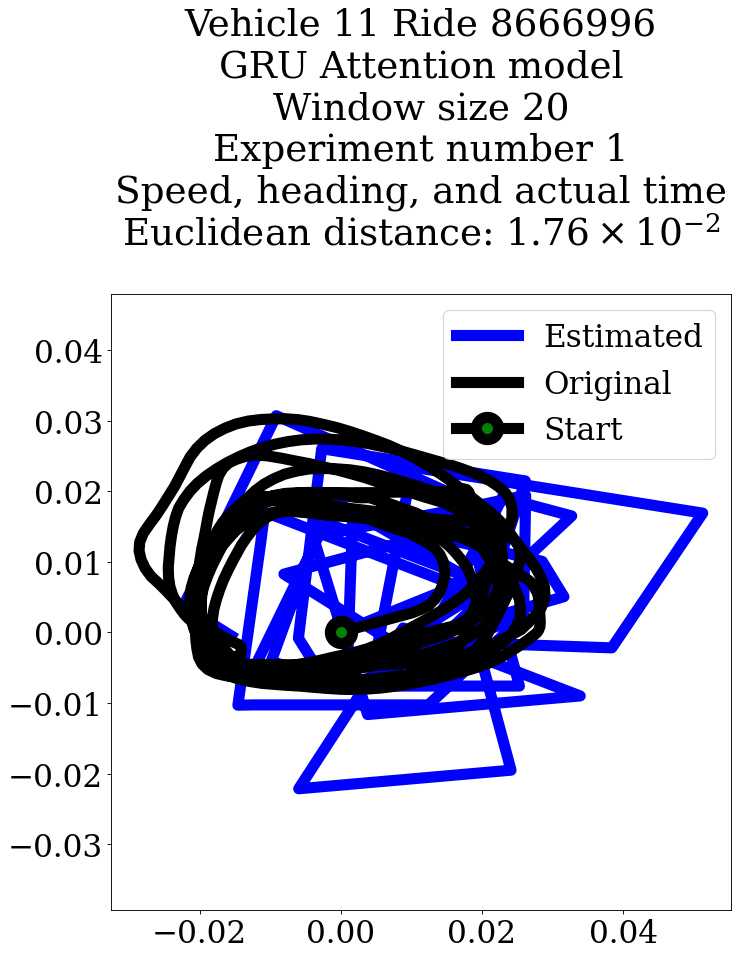 Vehicle 11 Ride 8666996
GRU Attention model
Window size 20
Experiment number 1
Speed, heading, and actual time
Euclidean distance: 1.76 × 10⁻²
Estimated
Original
Start
0.04
0.03
0.02
0.01
0.00
−0.01
−0.02
−0.03
−0.02 0.00 0.02 0.04